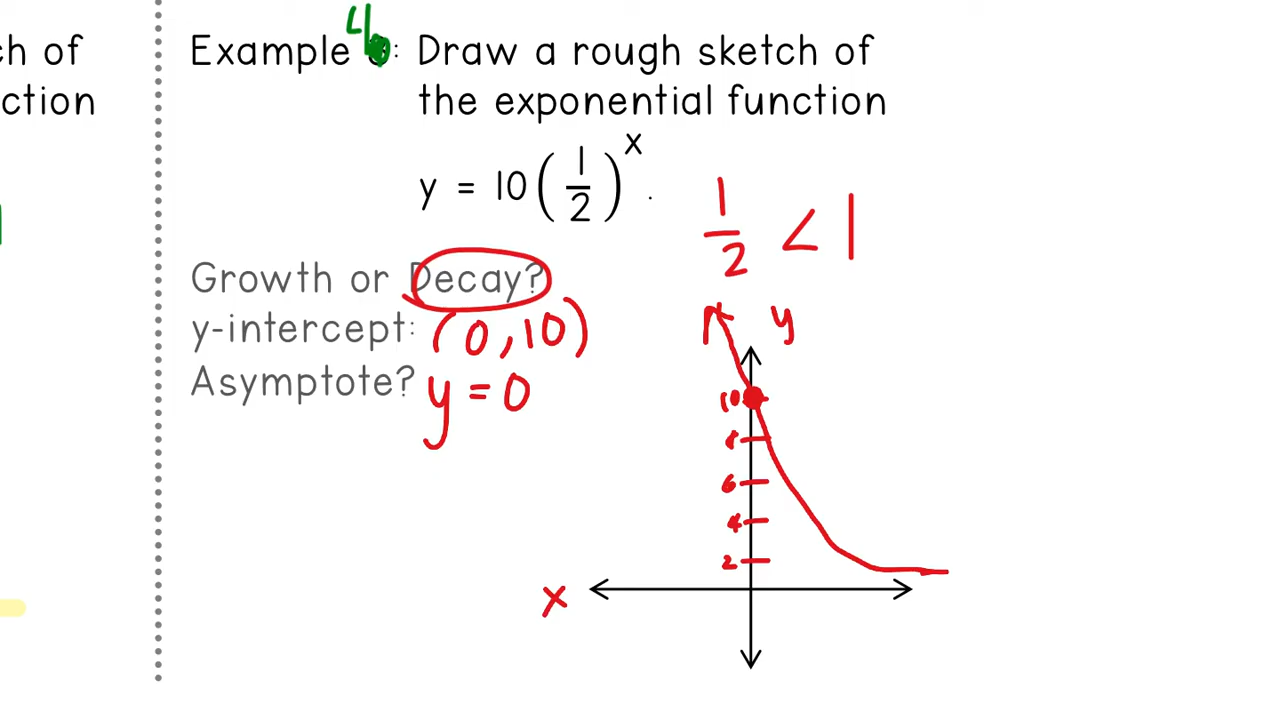 ch of
ction
Example 4: Draw a rough sketch of
the exponential function
y = 10(1/2)^x.
1/2 < 1
Growth or Decay?
y-intercept: (0,10)
Asymptote? y = 0
y
10
8
6
4
2
x